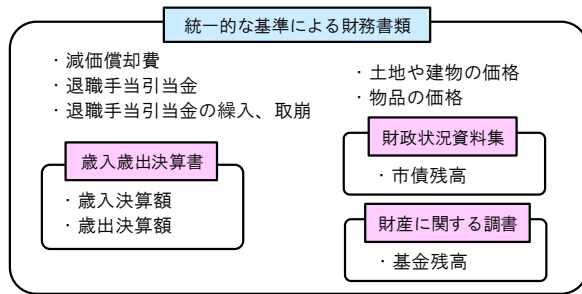 統一的な基準による財務書類
・減価償却費
・退職手当引当金
・退職手当引当金の繰入、取崩
・土地や建物の価格
・物品の価格
歳入歳出決算書
・歳入決算額
・歳出決算額
財政状況資料集
・市債残高
財産に関する調書
・基金残高